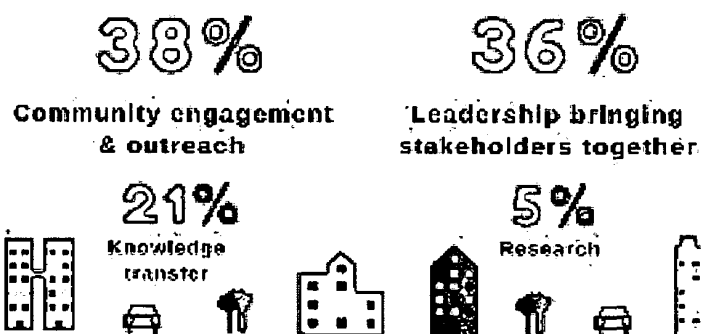 38%
Community engagement
& outreach
36%
Leadership bringing
stakeholders together
21%
Knowledge
transfer
5%
Research